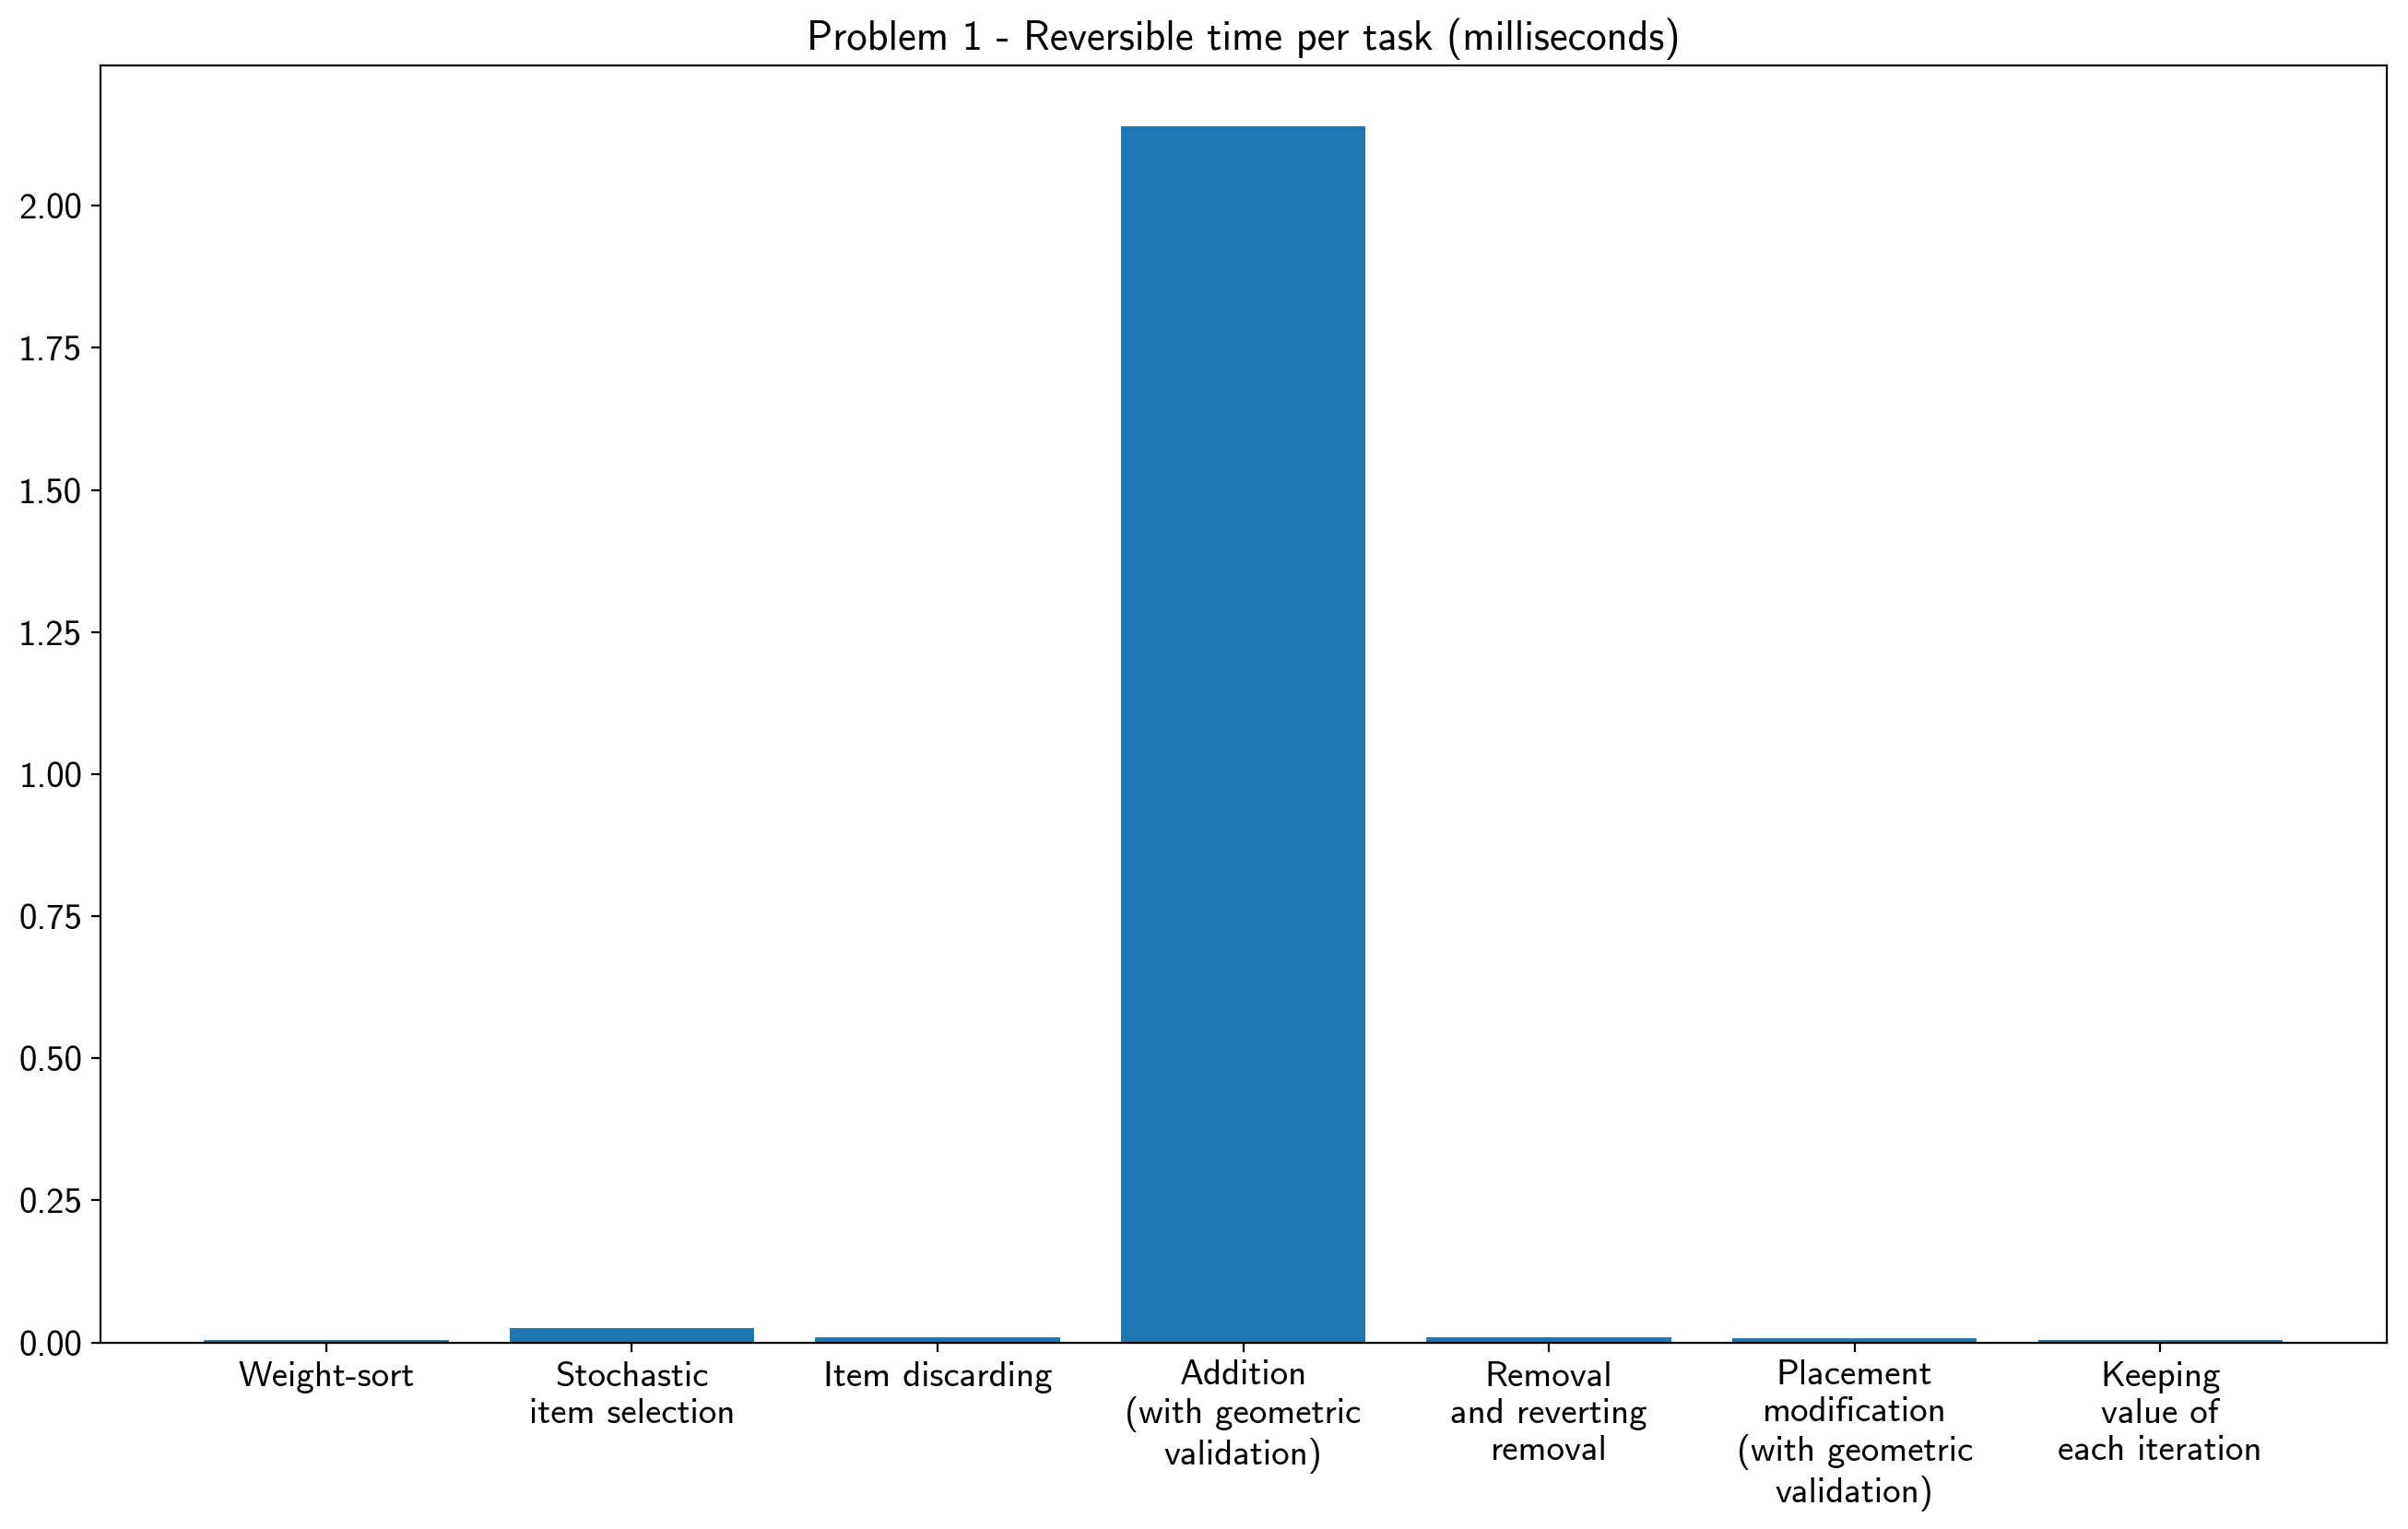 Problem 1 - Reversible time per task (milliseconds)
2.00
1.75
1.50
1.25
1.00
0.75
0.50
0.25
0.00
Weight-sort
Stochastic
item selection
Item discarding
Addition
(with geometric
validation)
Removal
and reverting
removal
Placement
modification
(with geometric
validation)
Keeping
value of
each iteration